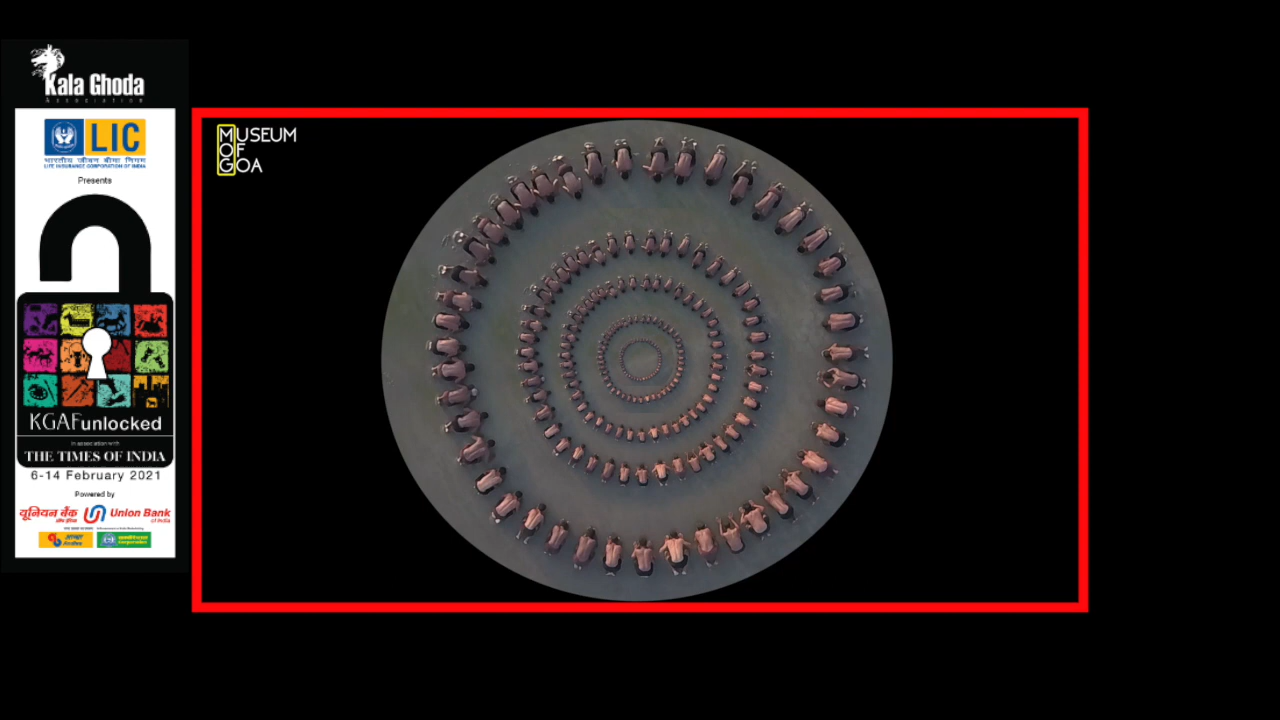 Kala Ghoda
Association
LIC
भारतीय जीवन बीमा निगम
LIFE INSURANCE CORPORATION OF INDIA
Presents
KGAFunlocked
in association with
THE TIMES OF INDIA
6-14 February 2021
Powered by
यूनियन बैंक
Union Bank
of India
MUSEUM
OF
GOA